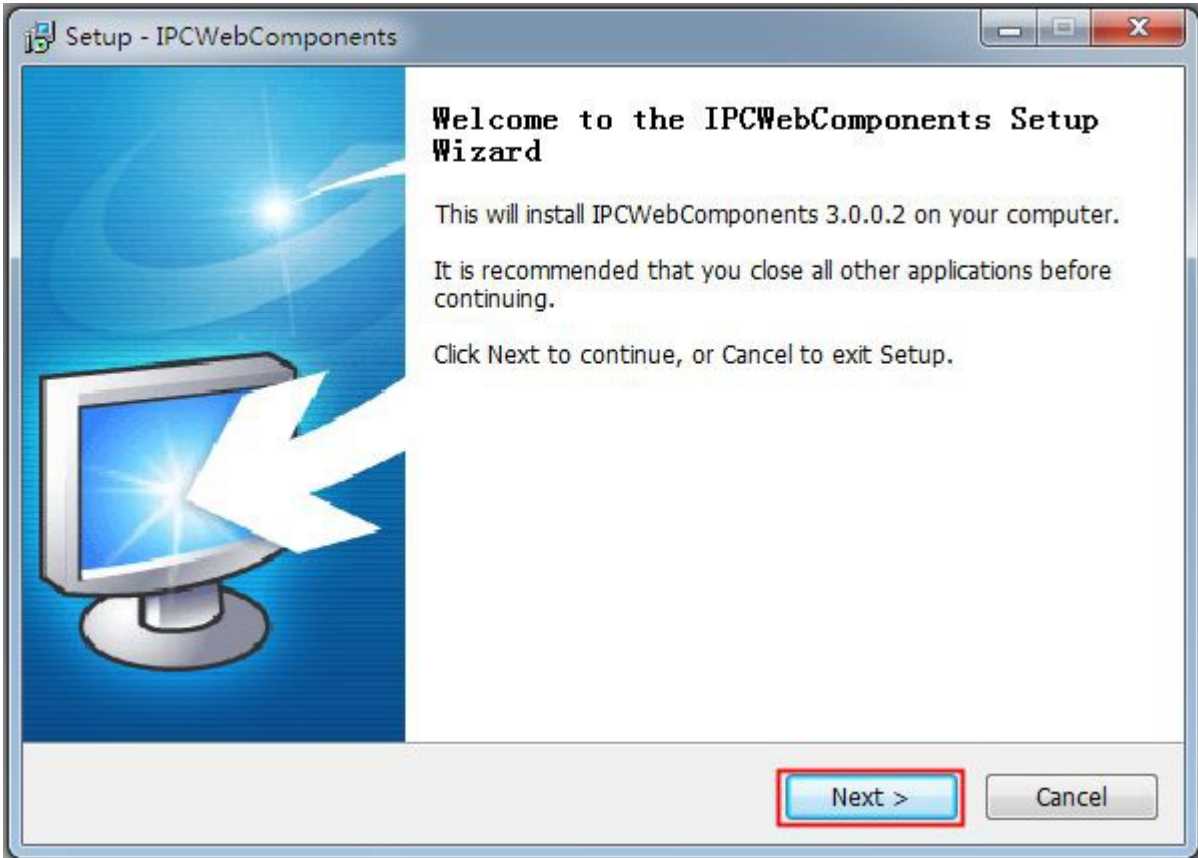 Setup - IPCWebComponents
Welcome to the IPCWebComponents Setup
Wizard
This will install IPCWebComponents 3.0.0.2 on your computer.
It is recommended that you close all other applications before
continuing.
Click Next to continue, or Cancel to exit Setup.
Next >
Cancel